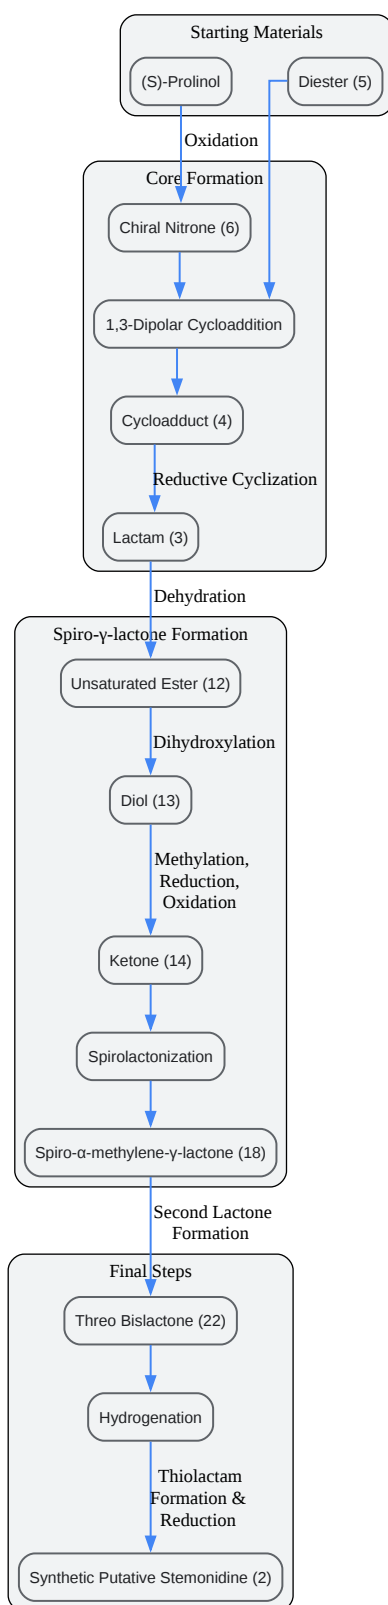 Starting Materials
(S)-Prolinol
Diester (5)
Oxidation
Core Formation
Chiral Nitrone (6)
1,3-Dipolar Cycloaddition
Cycloadduct (4)
Reductive Cyclization
Lactam (3)
Dehydration
Spiro-γ-lactone Formation
Unsaturated Ester (12)
Dihydroxylation
Diol (13)
Methylation,
Reduction,
Oxidation
Ketone (14)
Spirolactonization
Spiro-α-methylene-γ-lactone (18)
Second Lactone
Formation
Final Steps
Threo Bislactone (22)
Hydrogenation
Thiolactam
Formation &
Reduction
Synthetic Putative Stemonidine (2)